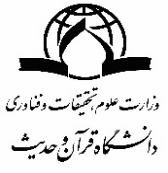 وزارت علوم، تحقیقات و فناوری
دانشگاه قرآن و حدیث